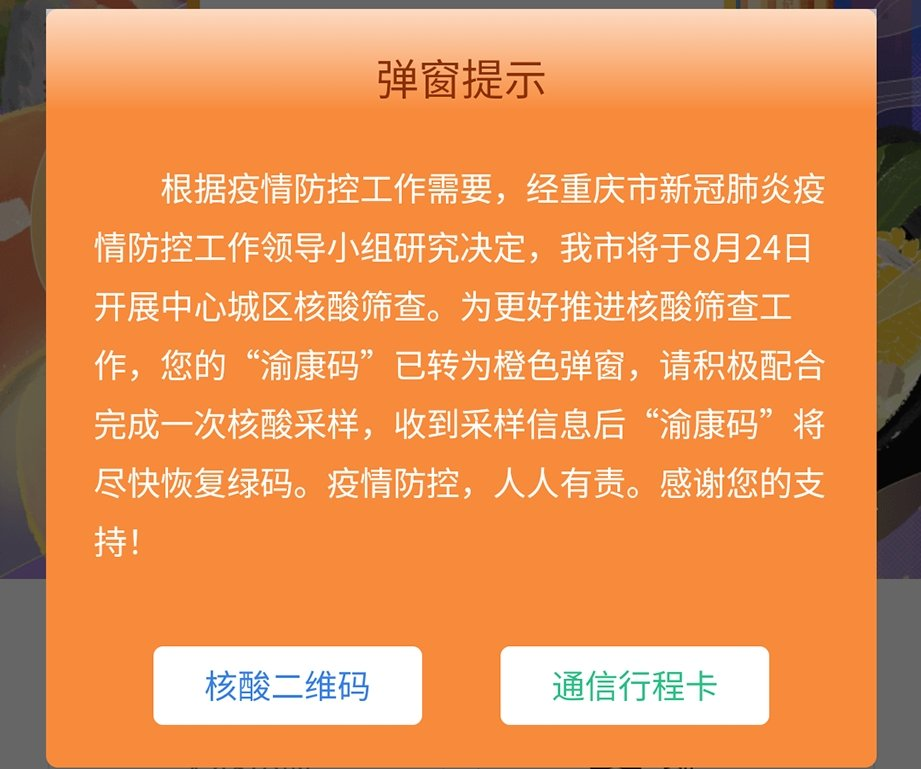 弹窗提示
根据疫情防控工作需要，经重庆市新冠肺炎疫
情防控工作领导小组研究决定，我市将于8月24日
开展中心城区核酸筛查。为更好推进核酸筛查工
作，您的“渝康码”已转为橙色弹窗，请积极配合
完成一次核酸采样，收到采样信息后“渝康码”将
尽快恢复绿码。疫情防控，人人有责。感谢您的支
持！
核酸二维码
通信行程卡